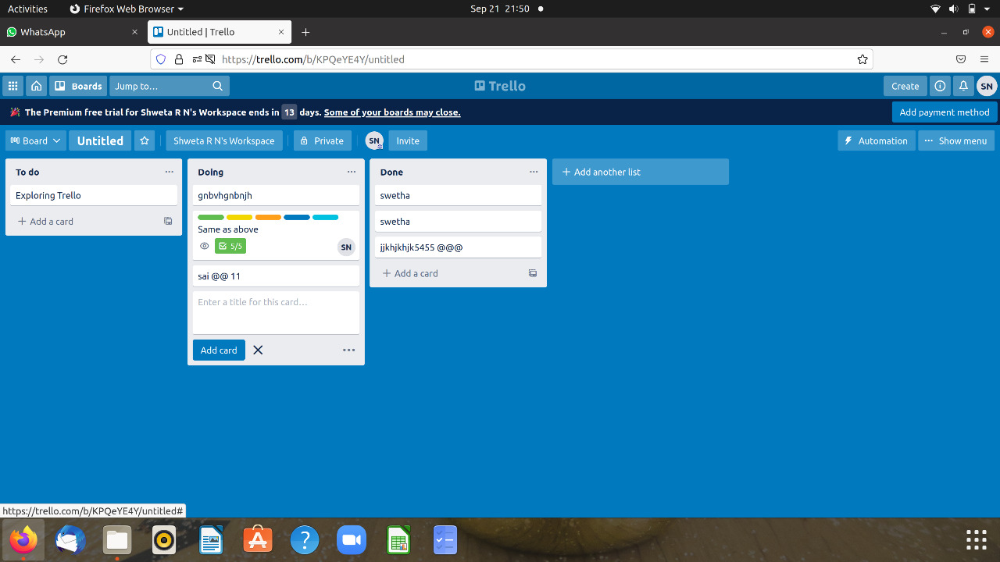 Activities
Firefox Web Browser
Sep 21 21:50
WhatsApp
Untitled | Trello
https://trello.com/b/KPQeYE4Y/untitled
Boards
Jump to...
Trello
Create
SN
The Premium free trial for Shweta R N's Workspace ends in 13 days. Some of your boards may close.
Add payment method
Board
Untitled
Shweta R N's Workspace
Private
SN
Invite
Automation
Show menu
To do
Exploring Trello
Add a card
Doing
gnbvhgnbnjh
Same as above
5/5
SN
sai @@ 11
Enter a title for this card...
Add card
Done
swetha
swetha
jjkhjkhjk5455 @@@
Add a card
Add another list
https://trello.com/b/KPQeYE4Y/untitled#